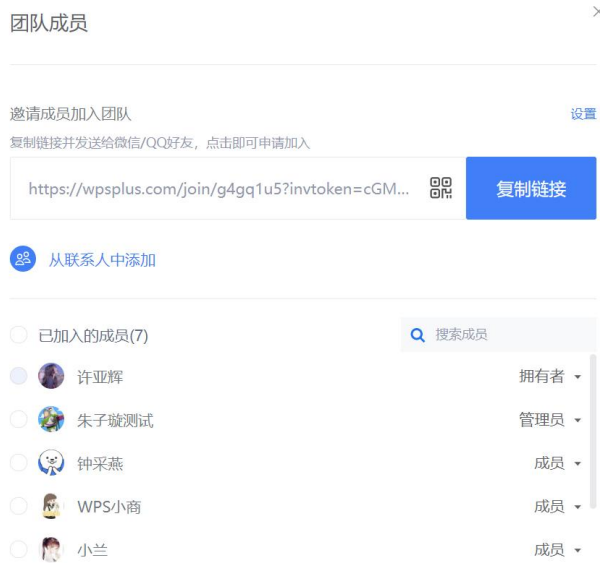 团队成员
邀请成员加入团队 设置
复制链接并发送给微信/QQ好友，点击即可申请加入
https://wpsplus.com/join/g4gq1u5?invtoken=cGM... 复制链接
从联系人中添加
已加入的成员(7) 搜索成员
许亚辉 拥有者
朱子璇测试 管理员
钟采燕 成员
WPS小商 成员
小兰 成员